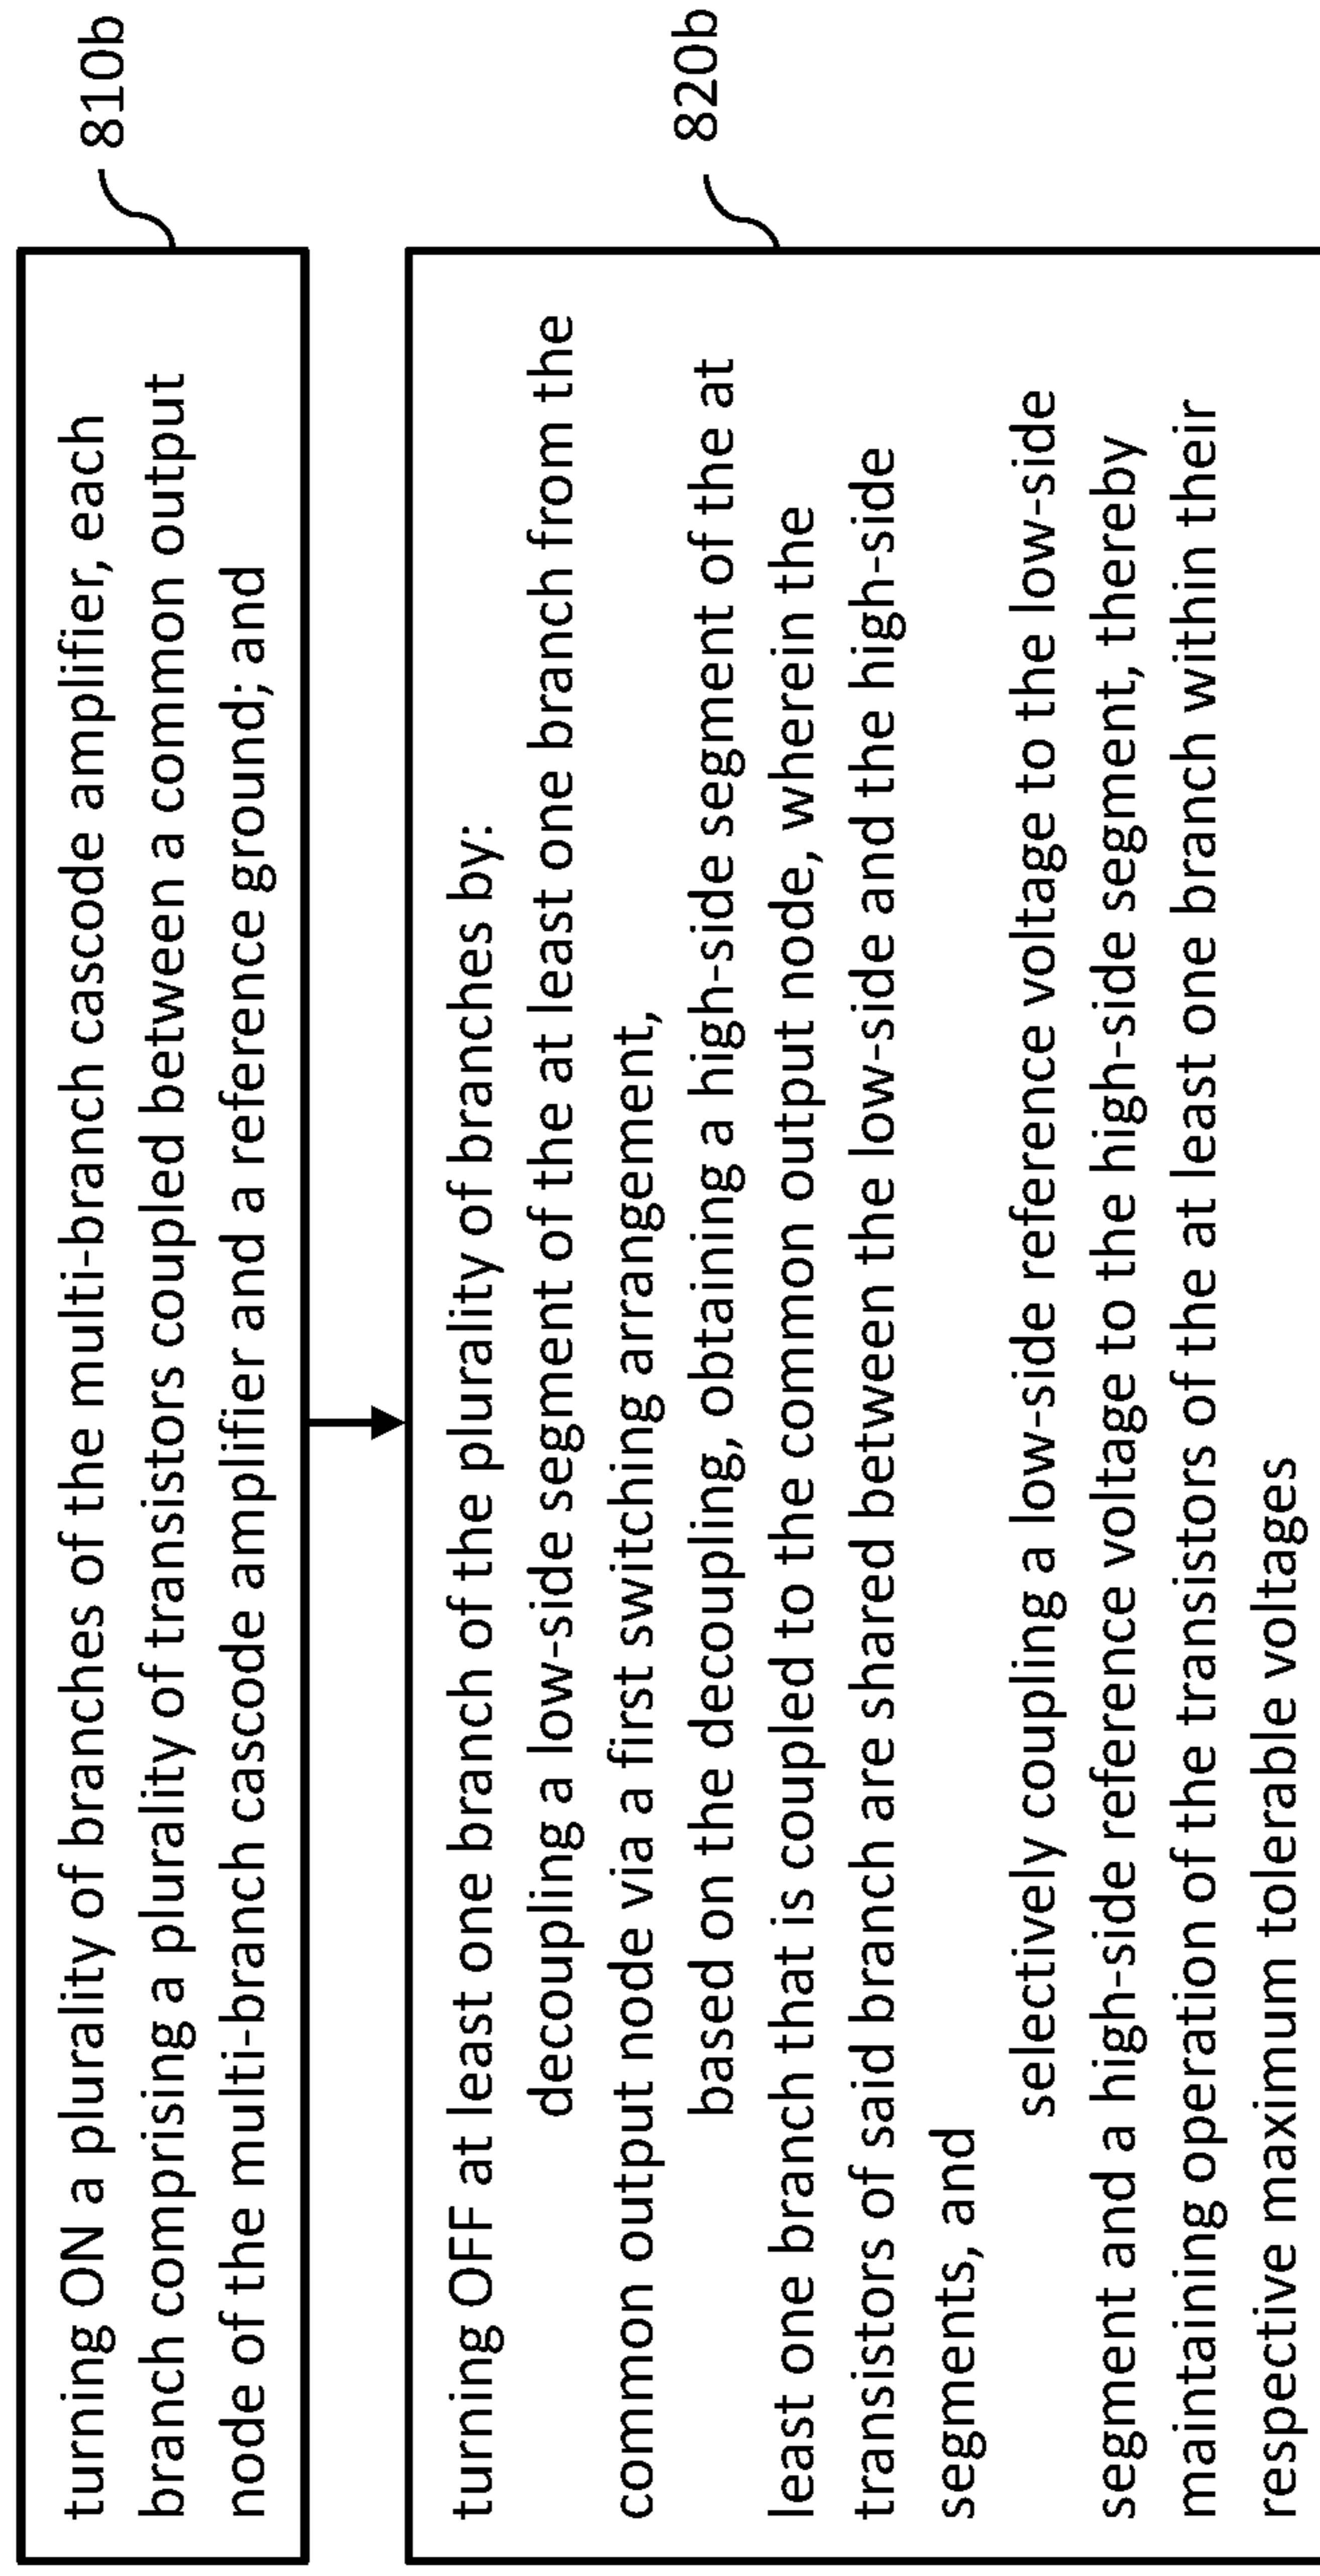 turning ON a plurality of branches of the multi-branch cascode amplifier, each
branch comprising a plurality of transistors coupled between a common output
node of the multi-branch cascode amplifier and a reference ground; and
810b
turning OFF at least one branch of the plurality of branches by:
decoupling a low-side segment of the at least one branch from the
common output node via a first switching arrangement,
based on the decoupling, obtaining a high-side segment of the at
least one branch that is coupled to the common output node, wherein the
transistors of said branch are shared between the low-side and the high-side
segments, and
selectively coupling a low-side reference voltage to the low-side
segment and a high-side reference voltage to the high-side segment, thereby
maintaining operation of the transistors of the at least one branch within their
respective maximum tolerable voltages
820b